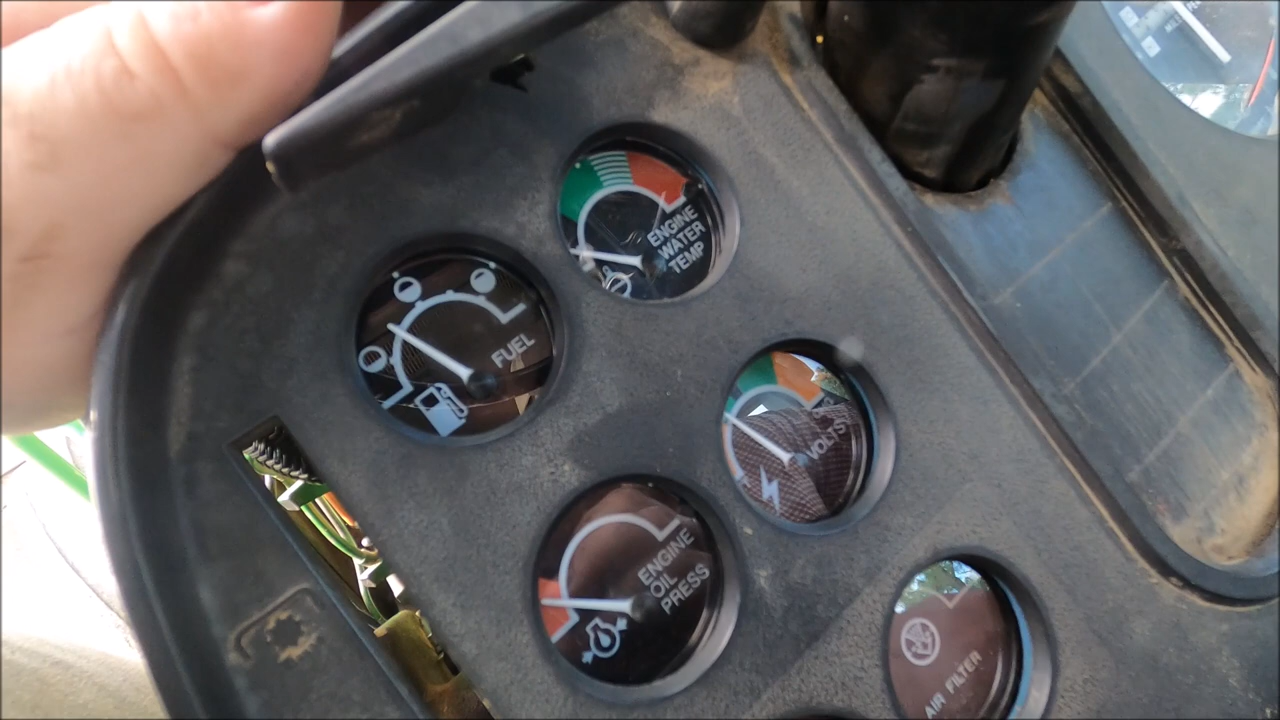 ENGINE
WATER
TEMP
FUEL
VOLTS
ENGINE
OIL
PRESS
AIR FILTER